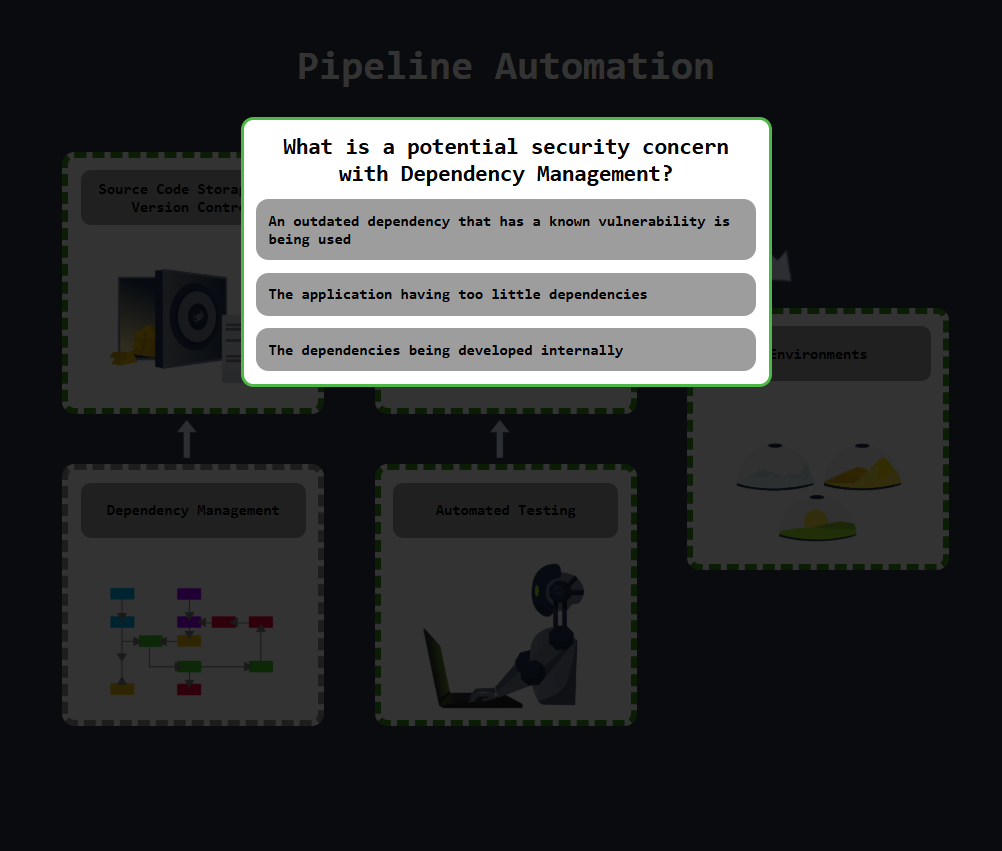 Pipeline Automation
What is a potential security concern
with Dependency Management?
An outdated dependency that has a known vulnerability is
being used
The application having too little dependencies
The dependencies being developed internally
Source Code
Version
Environments
Dependency Management
Automated Testing